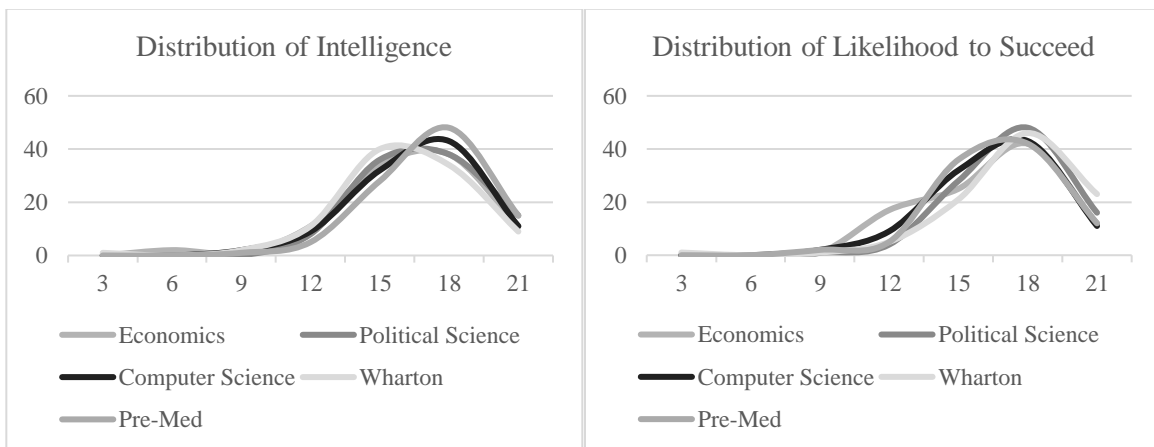 Distribution of Intelligence
60
40
20
0
3 6 9 12 15 18 21
Economics Political Science
Computer Science Wharton
Pre-Med
Distribution of Likelihood to Succeed
60
40
20
0
3 6 9 12 15 18 21
Economics Political Science
Computer Science Wharton
Pre-Med